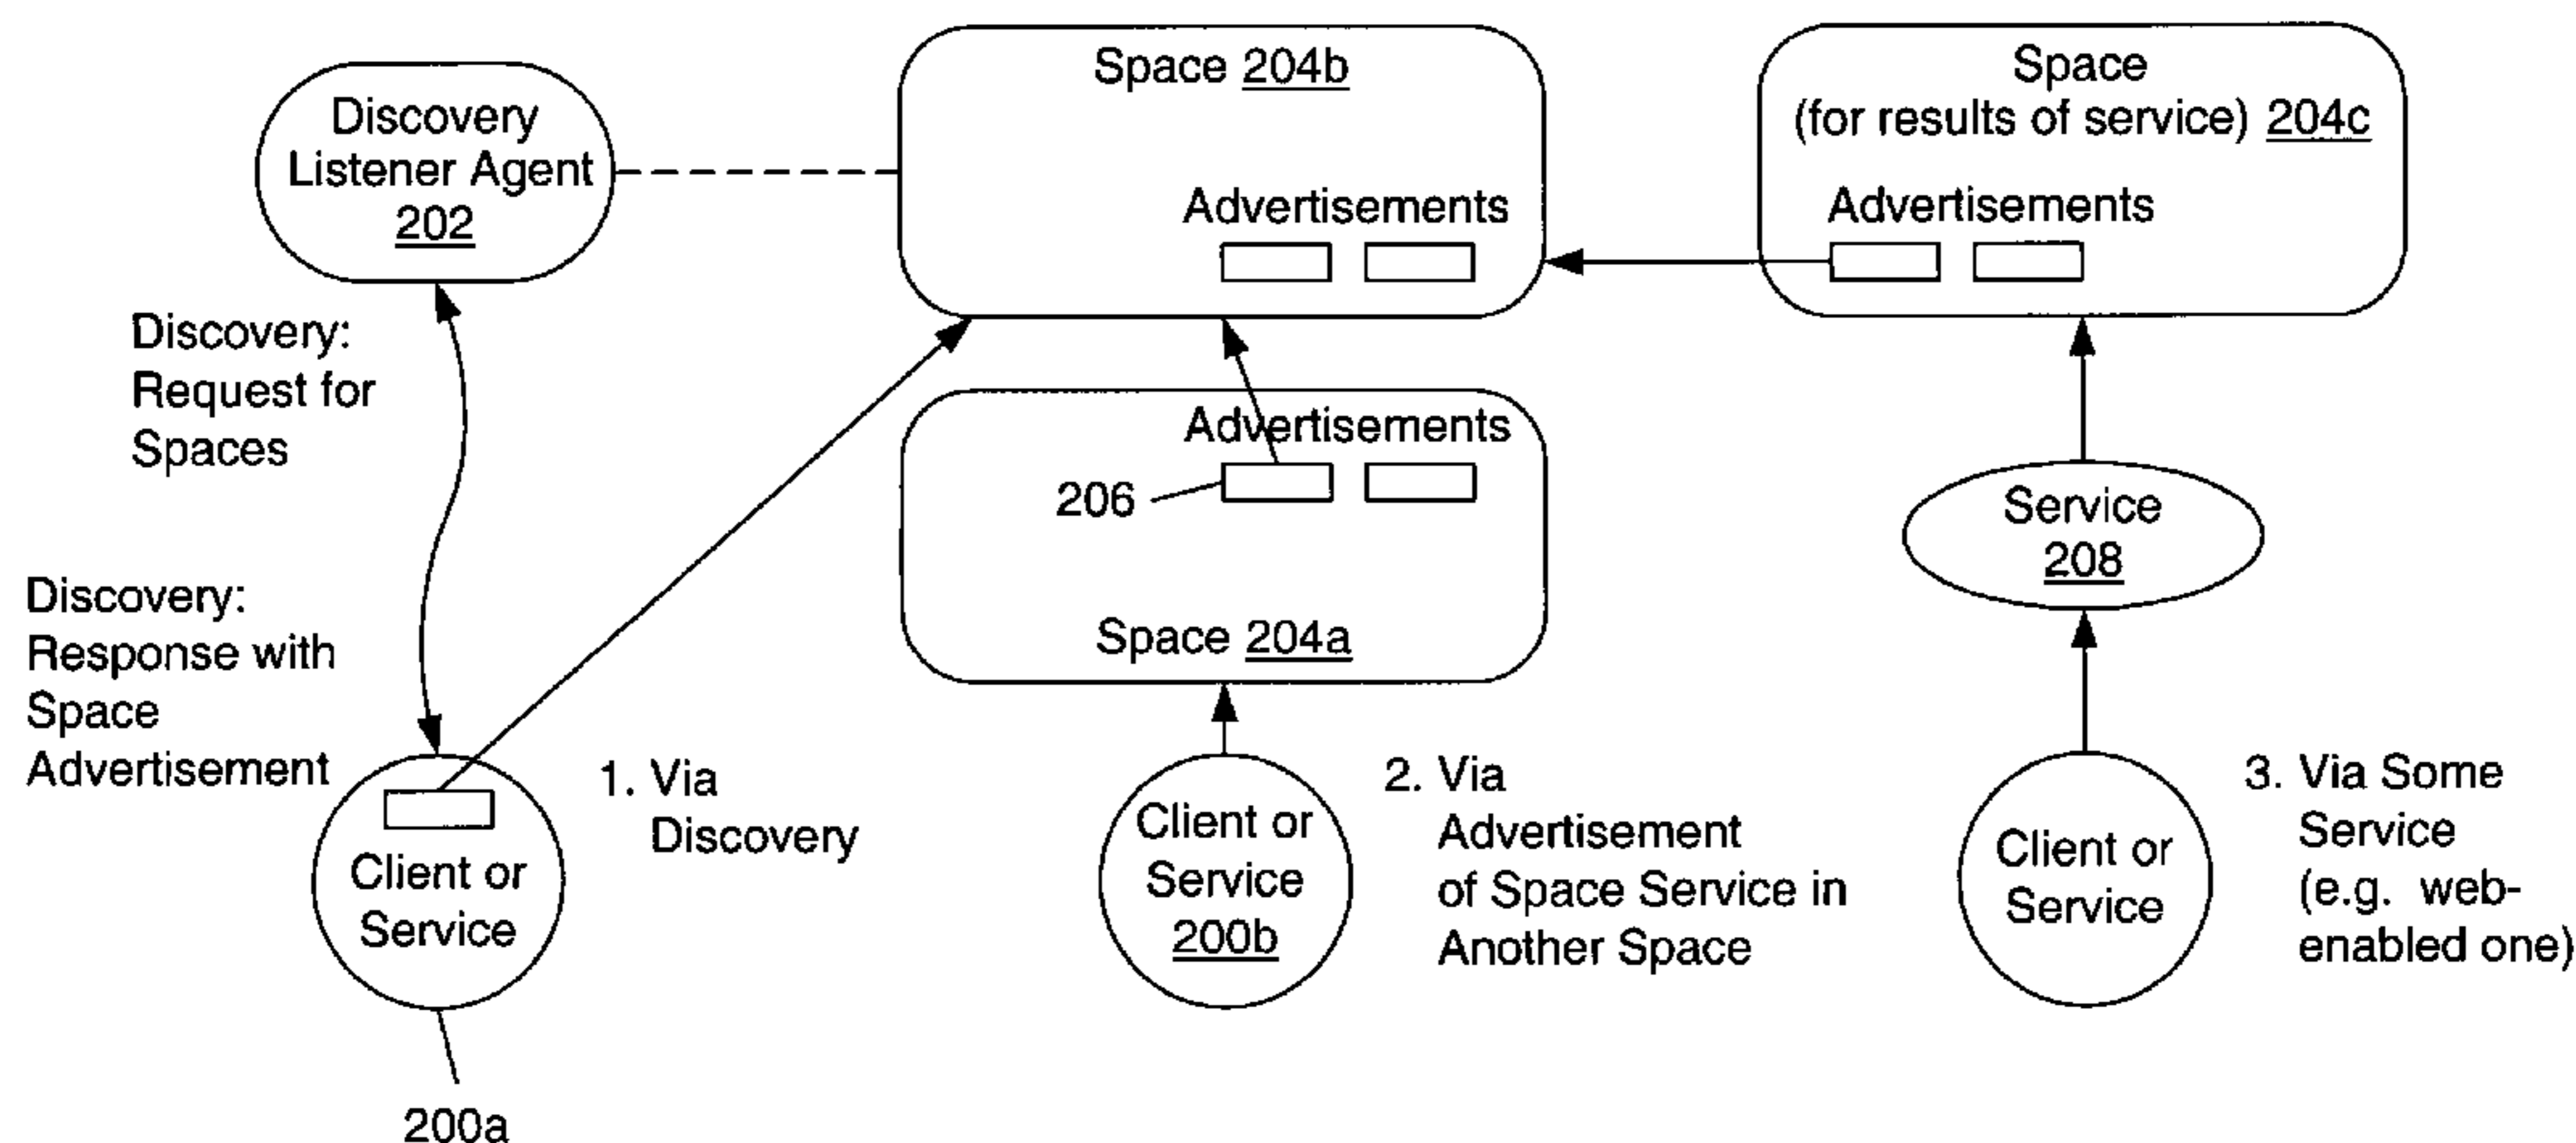 Discovery
Listener Agent
202
Space 204b
Advertisements
Space
(for results of service) 204c
Advertisements
Discovery:
Request for
Spaces
Advertisements
206
Space 204a
Service
208
Discovery:
Response with
Space
Advertisement
Client or
Service
200a
1. Via
Discovery
Client or
Service
200b
2. Via
Advertisement
of Space Service in
Another Space
Client or
Service
3. Via Some
Service
(e.g. web-
enabled one)